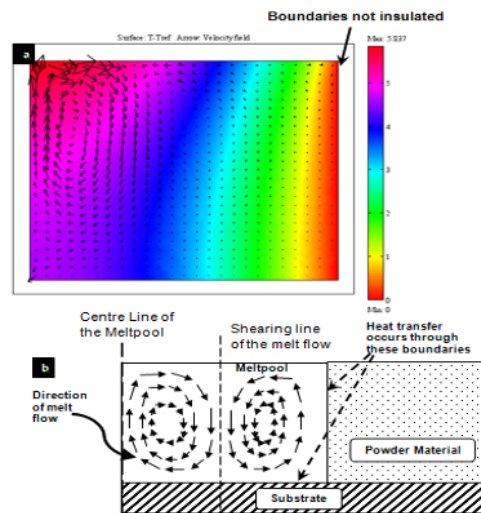 Boundaries not insulated
Surface: T-Tref Arrow: Velocity field
Max: 5.837
a
5
4
3
2
1
0
Min: 0
Centre Line of
the Meltpool
Shearing line
of the melt flow
Heat transfer
occurs through
these boundaries
b
Meltpool
Direction
of melt
flow
Powder Material
Substrate